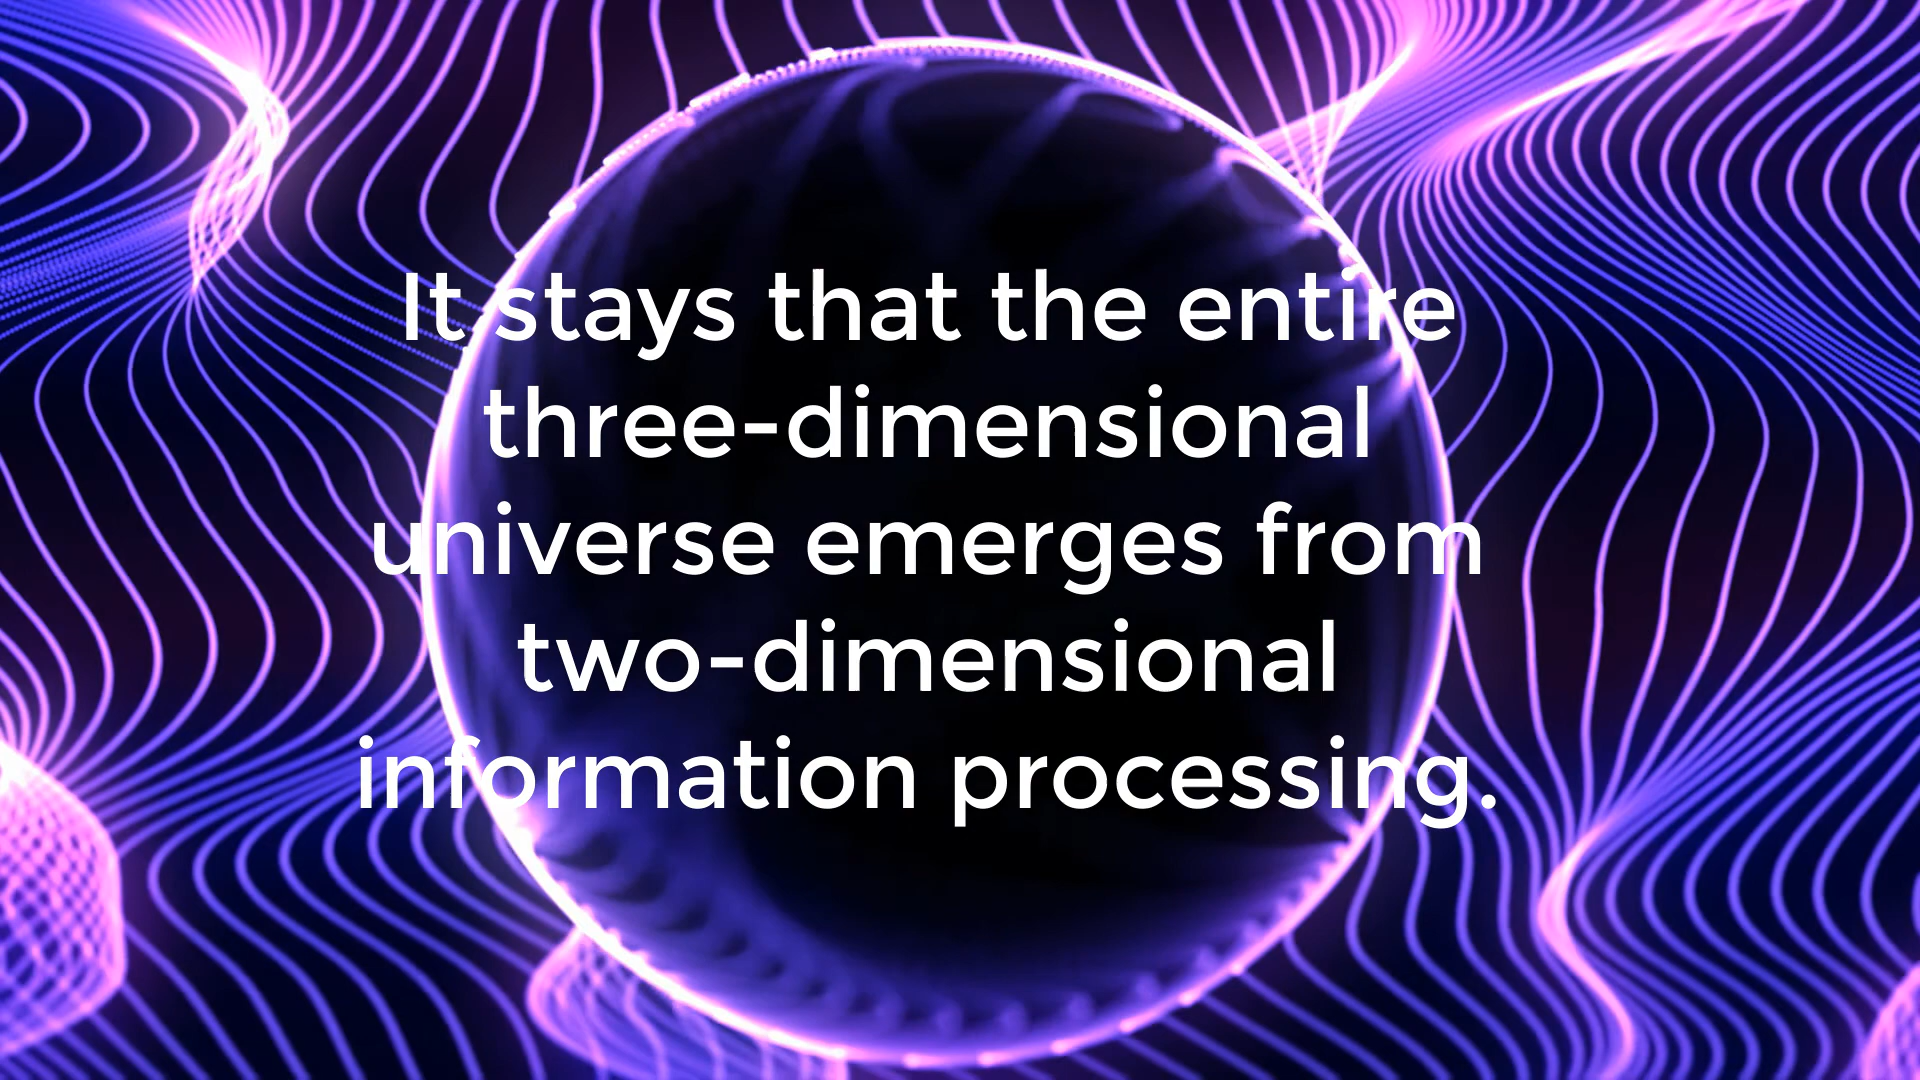 It stays that the entire
three-dimensional
universe emerges from
two-dimensional
information processing.